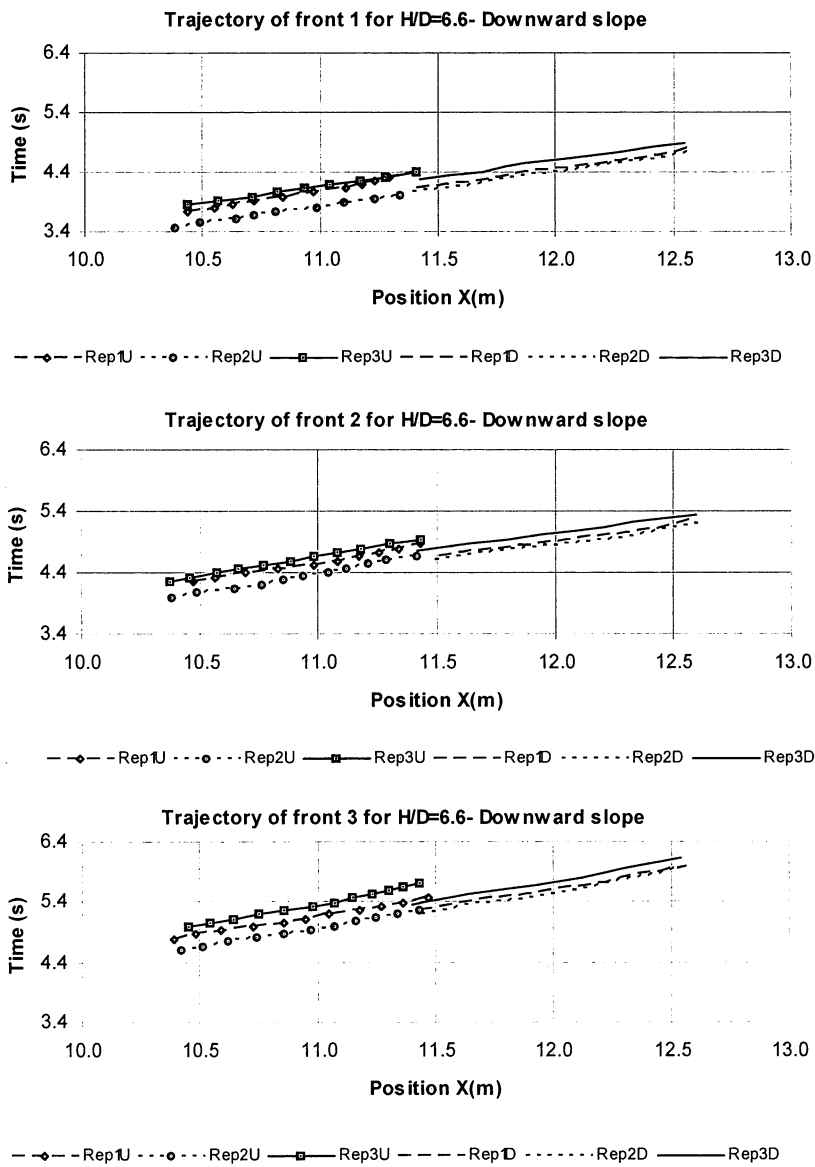 Trajectory of front 1 for H/D=6.6- Downward slope
6.4
5.4
4.4
3.4
Time (s)
10.0 10.5 11.0 11.5 12.0 12.5 13.0
Position X(m)
Rep1U Rep2U Rep3U Rep1D Rep2D Rep3D
Trajectory of front 2 for H/D=6.6- Downward slope
6.4
5.4
4.4
3.4
Time (s)
10.0 10.5 11.0 11.5 12.0 12.5 13.0
Position X(m)
Rep1U Rep2U Rep3U Rep1D Rep2D Rep3D
Trajectory of front 3 for H/D=6.6- Downward slope
6.4
5.4
4.4
3.4
Time (s)
10.0 10.5 11.0 11.5 12.0 12.5 13.0
Position X(m)
Rep1U Rep2U Rep3U Rep1D Rep2D Rep3D